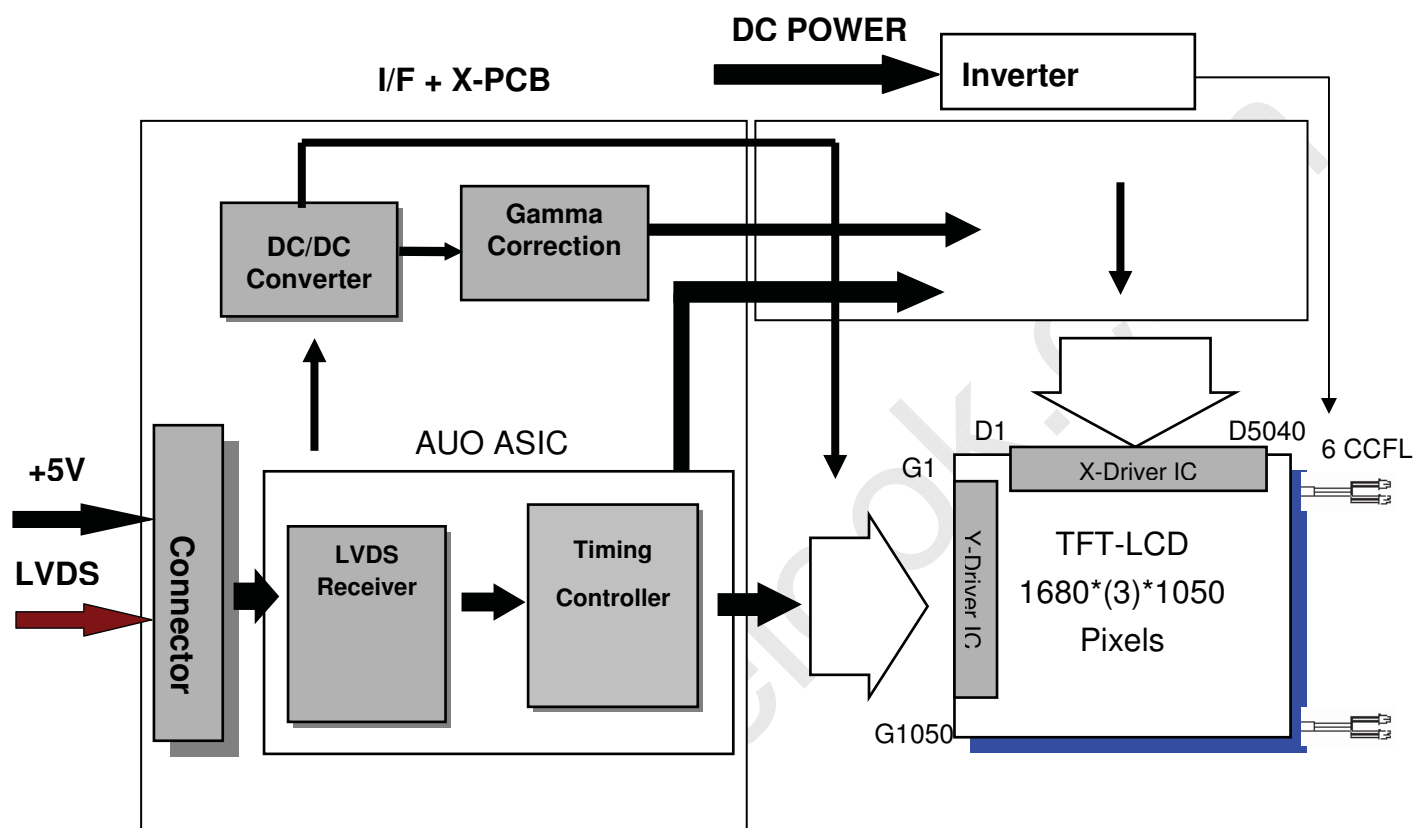 DC POWER
Inverter
I/F + X-PCB
Gamma
Correction
DC/DC
Converter
AUO ASIC
D1
D5040
6 CCFL
+5V
G1
X-Driver IC
LVDS
Connector
LVDS
Receiver
Timing
Controller
Y-Driver IC
TFT-LCD
1680*(3)*1050
Pixels
G1050